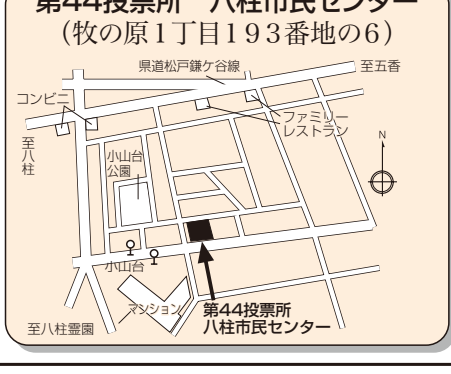 第44投票所 八柱市民センター
（牧の原1丁目193番地の6）
県道松戸鎌ケ谷線
至五香
コンビニ
ファミリー
レストラン
至八柱
小山台
公園
N
小山台
マンション
第44投票所
八柱市民センター
至八柱霊園